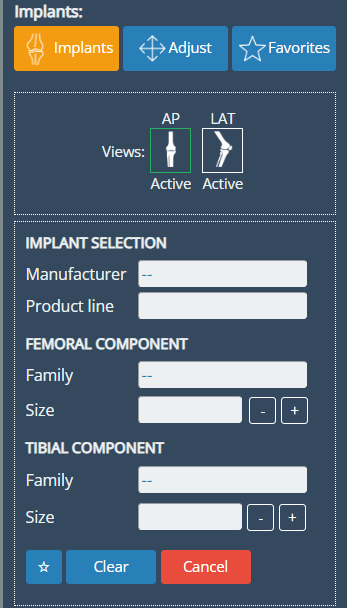 Implants:
Implants Adjust Favorites
AP LAT
Views:
Active Active
IMPLANT SELECTION
Manufacturer --
Product line
FEMORAL COMPONENT
Family --
Size - +
TIBIAL COMPONENT
Family --
Size - +
☆ Clear Cancel